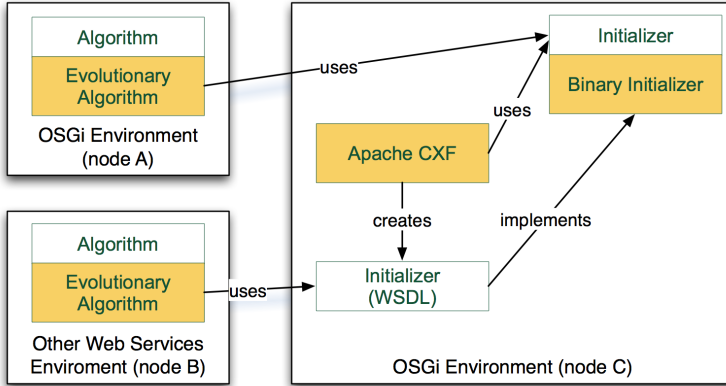 Algorithm
Evolutionary
Algorithm
OSGi Environment
(node A)
uses
Initializer
Binary Initializer
uses
Apache CXF
creates
implements
Algorithm
Evolutionary
Algorithm
uses
Initializer
(WSDL)
Other Web Services
Enviroment (node B)
OSGi Environment (node C)